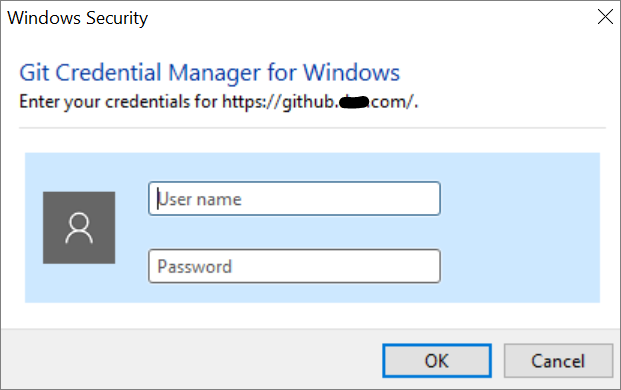 Windows Security
Git Credential Manager for Windows
Enter your credentials for https://github. .com/.
User name
Password
OK
Cancel